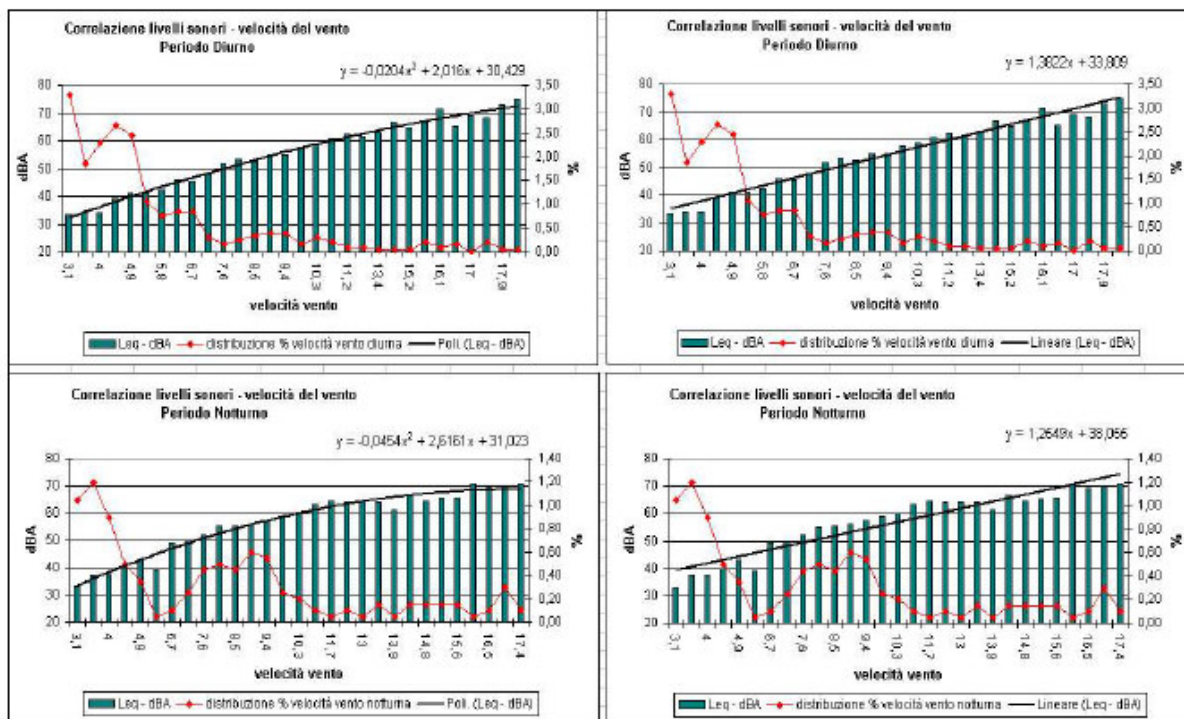 Correlazione livelli sonori - velocità del vento
Periodo Diurno
y = -0,0204x² + 2,016x + 30,429
dBA
80
70
60
50
40
30
20
%
3,50
3,00
2,50
2,00
1,50
1,00
0,50
0,00
3,1 4 4,9 5,8 6,7 7,6 8,5 9,4 10,3 11,2 13,4 15,2 16,1 17 17,9
velocità vento
Leq - dBA distribuzione % velocità vento diurna Poli. (Leq - dBA)
Correlazione livelli sonori - velocità del vento
Periodo Diurno
y = 1,3822x + 33,809
dBA
80
70
60
50
40
30
20
%
3,50
3,00
2,50
2,00
1,50
1,00
0,50
0,00
3,1 4 4,9 5,8 6,7 7,6 8,5 9,4 10,3 11,2 13,4 15,2 16,1 17 17,9
velocità vento
Leq - dBA distribuzione % velocità vento diurna Lineare (Leq - dBA)
Correlazione livelli sonori - velocità del vento
Periodo Notturno
y = -0,0454x² + 2,6161x + 31,023
dBA
80
70
60
50
40
30
20
%
1,40
1,20
1,00
0,80
0,60
0,40
0,20
0,00
3,1 4 4,9 6,7 7,6 8,5 9,4 10,3 11,7 13 13,9 14,8 15,6 16,5 17,4
velocità vento
Leq - dBA distribuzione % velocità vento notturna Poli. (Leq - dBA)
Correlazione livelli sonori - velocità del vento
Periodo Notturno
y = 1,2649x + 38,066
dBA
80
70
60
50
40
30
20
%
1,40
1,20
1,00
0,80
0,60
0,40
0,20
0,00
3,1 4 4,9 6,7 7,6 8,5 9,4 10,3 11,7 13 13,9 14,8 15,6 16,5 17,4
velocità vento
Leq - dBA distribuzione % velocità vento notturna Lineare (Leq - dBA)